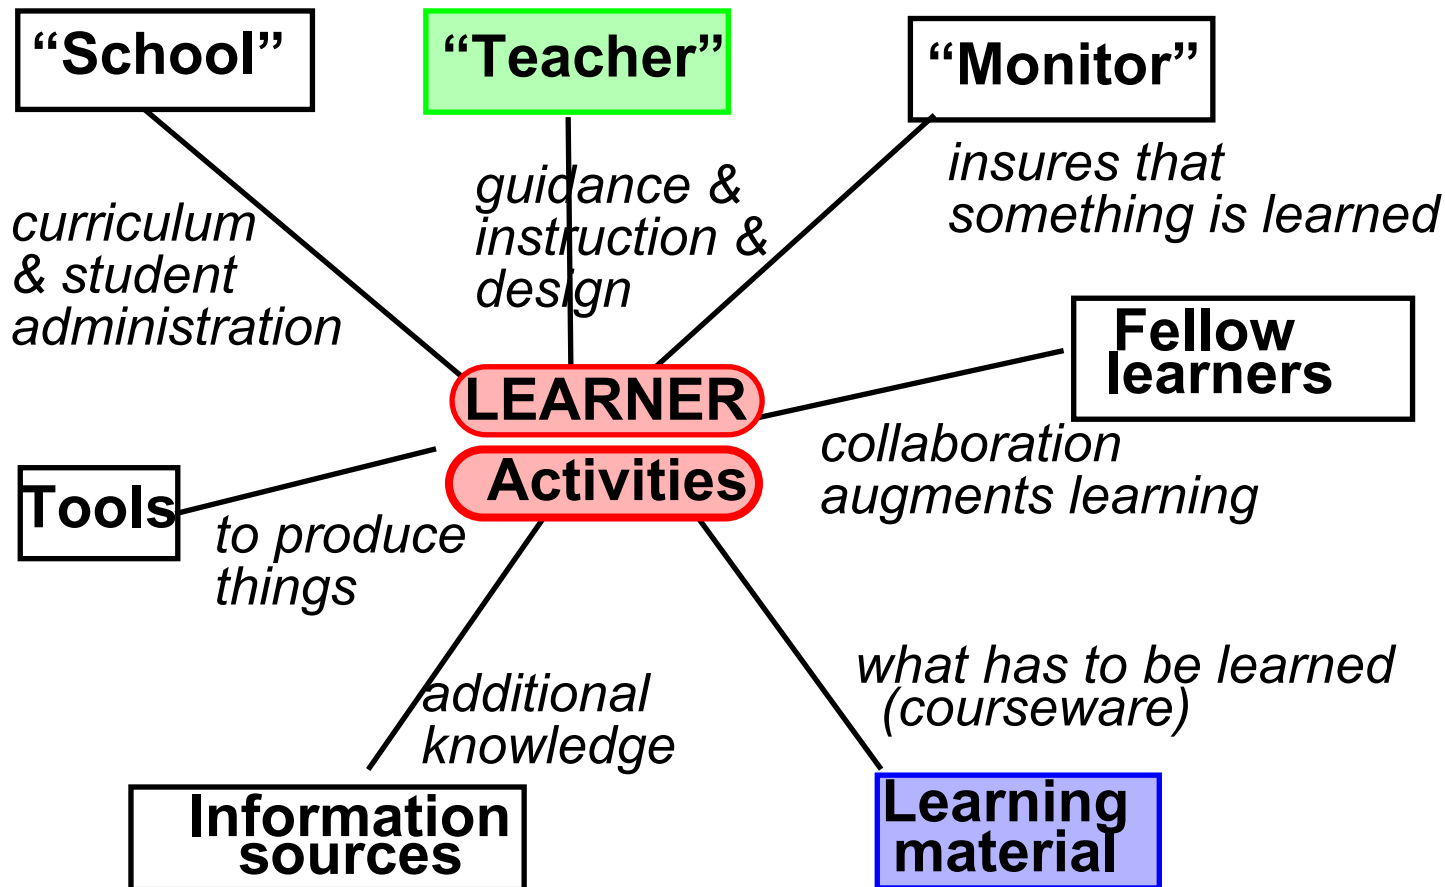 “School”
“Teacher”
“Monitor”
curriculum
& student
administration
guidance &
instruction &
design
insures that
something is learned
Fellow
learners
LEARNER
Activities
collaboration
augments learning
Tools
to produce
things
additional
knowledge
what has to be learned
(courseware)
Information
sources
Learning
material